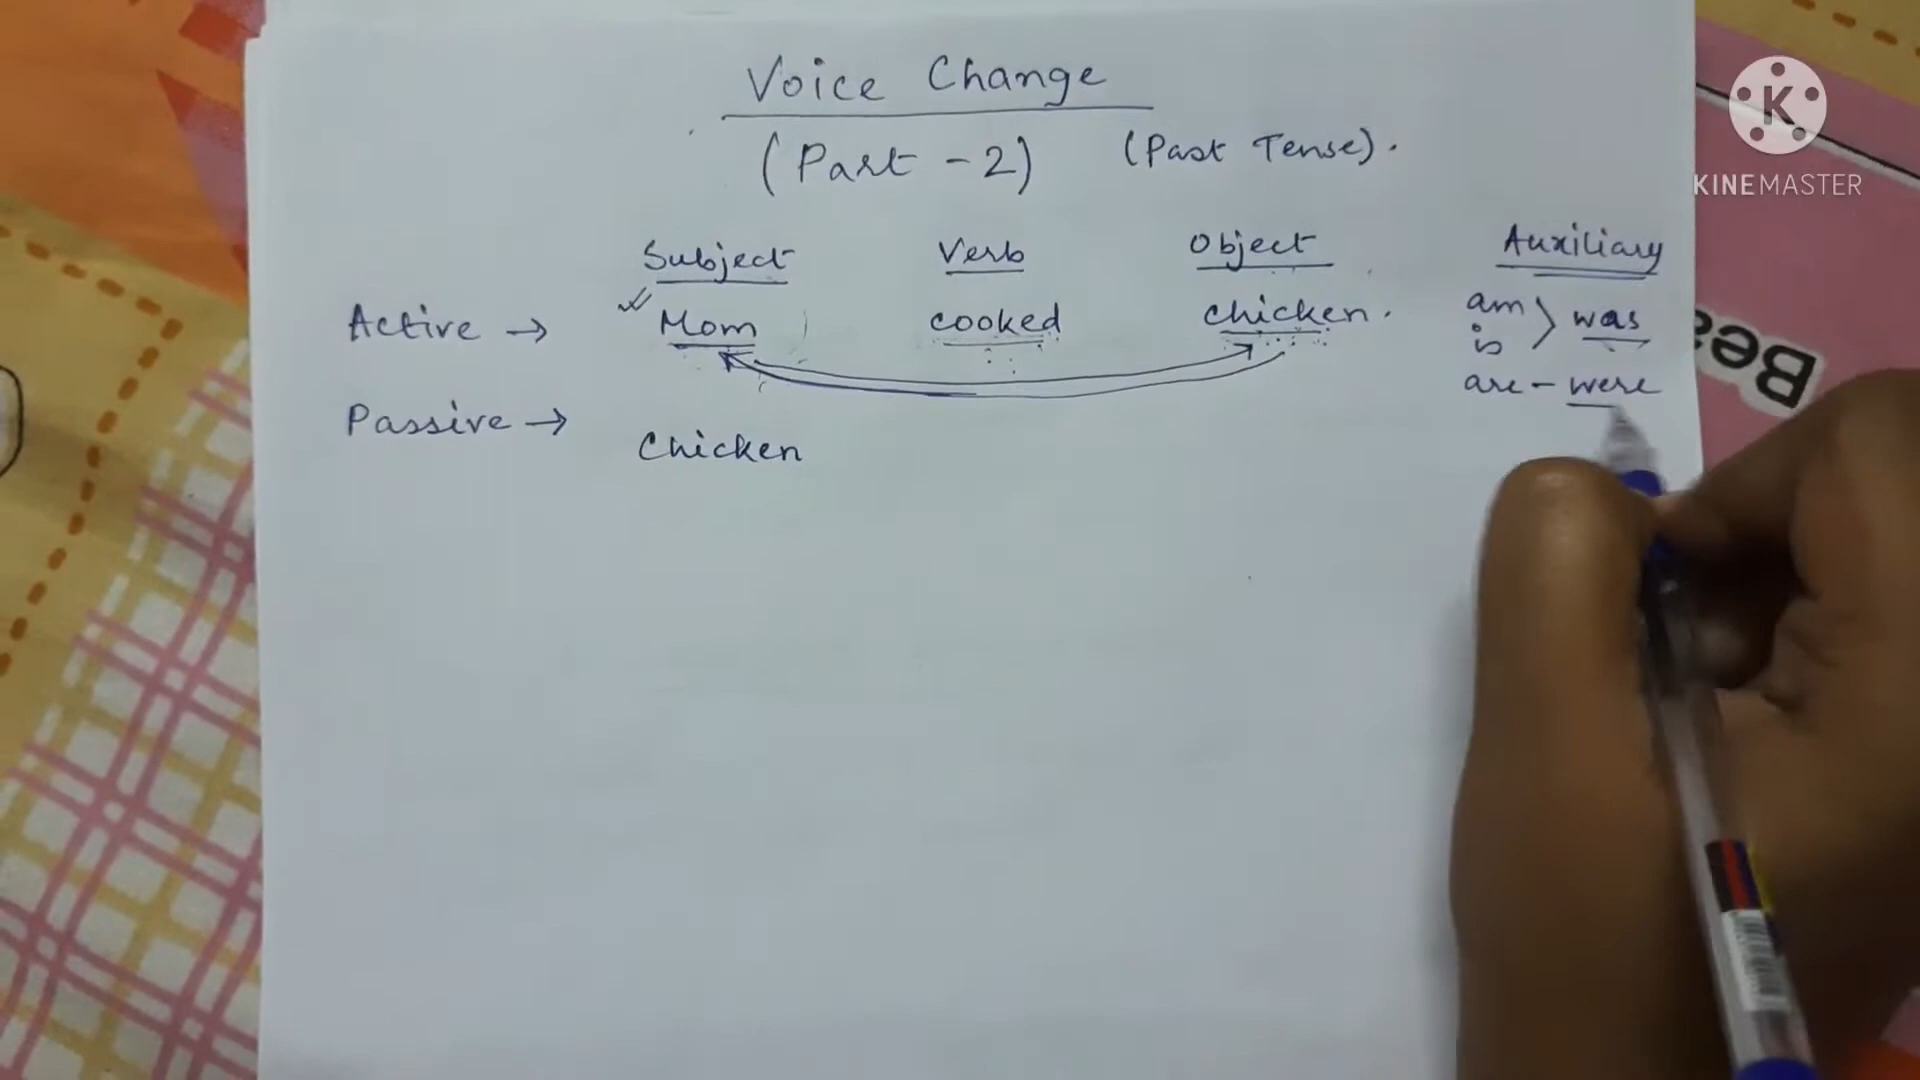 Voice Change
(Part - 2) (Past Tense).
Subject Verb Object Auxiliary
Active → Mom cooked chicken. am is > was
are - were
Passive → Chicken
KINEMASTER